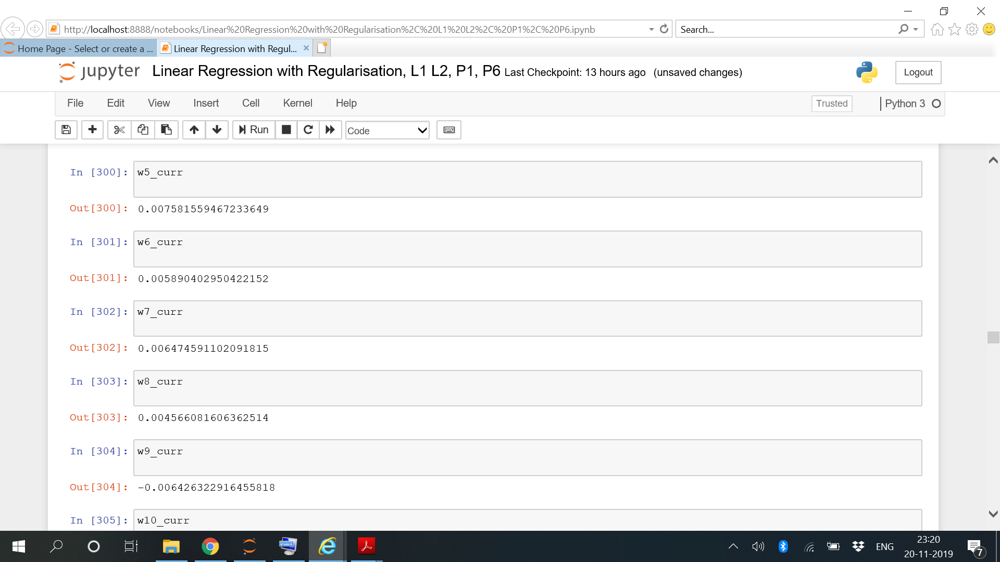 http://localhost:8888/notebooks/Linear%20Regression%20with%20Regularisation%2C%20L1%20L2%2C%20P1%2C%20P6.ipynb
Search...
Home Page - Select or create a ...
Linear Regression with Regul...
jupyter Linear Regression with Regularisation, L1 L2, P1, P6 Last Checkpoint: 13 hours ago (unsaved changes)
Logout
File Edit View Insert Cell Kernel Help
Trusted
Python 3
Run
Code
In [300]: w5_curr
Out[300]: 0.007581559467233649
In [301]: w6_curr
Out[301]: 0.005890402950422152
In [302]: w7_curr
Out[302]: 0.006474591102091815
In [303]: w8_curr
Out[303]: 0.004566081606362514
In [304]: w9_curr
Out[304]: -0.006426322916455818
In [305]: w10_curr
ENG
23:20
20-11-2019
7